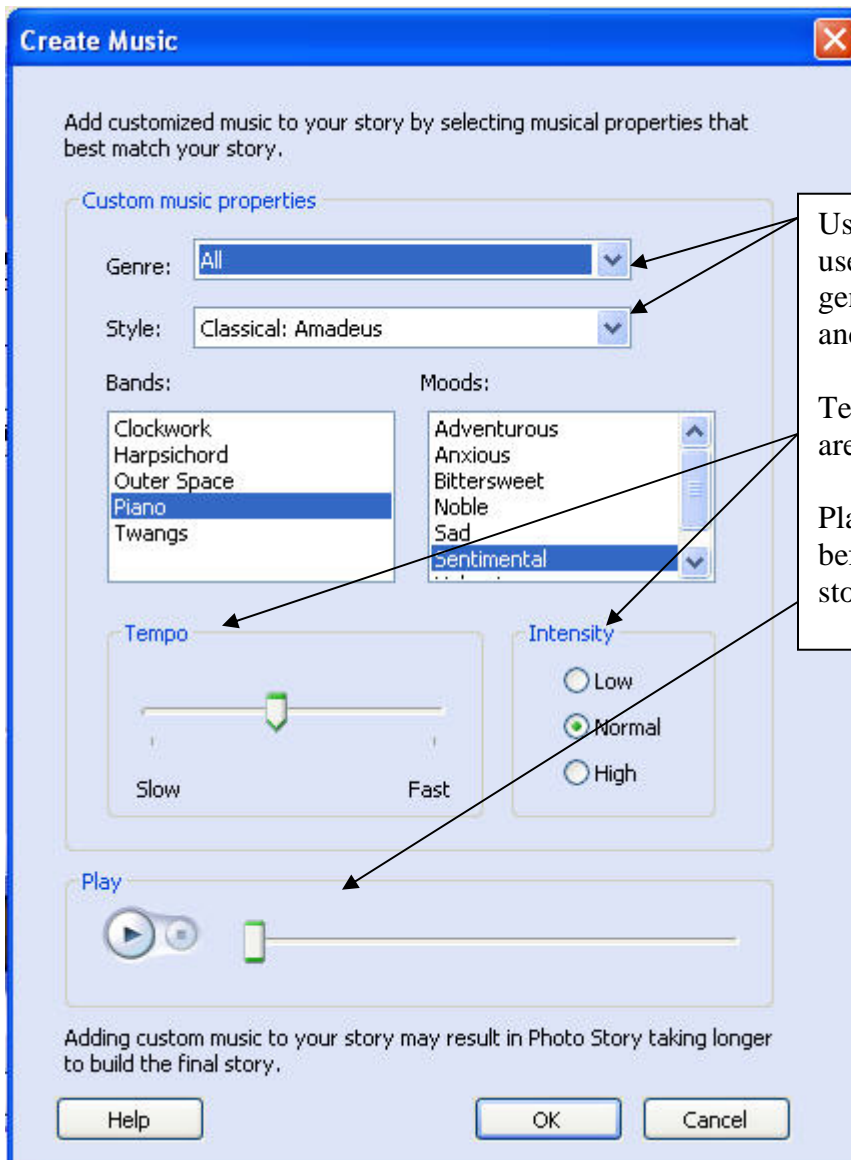 Create Music
Add customized music to your story by selecting musical properties that
best match your story.
Custom music properties
Genre: All
Style: Classical: Amadeus
Bands:
Clockwork
Harpsichord
Outer Space
Piano
Twangs
Moods:
Adventurous
Anxious
Bittersweet
Noble
Sad
Sentimental
Tempo
Slow Fast
Intensity
Low
Normal
High
Play
Adding custom music to your story may result in Photo Story taking longer
to build the final story.
Help OK Cancel
are